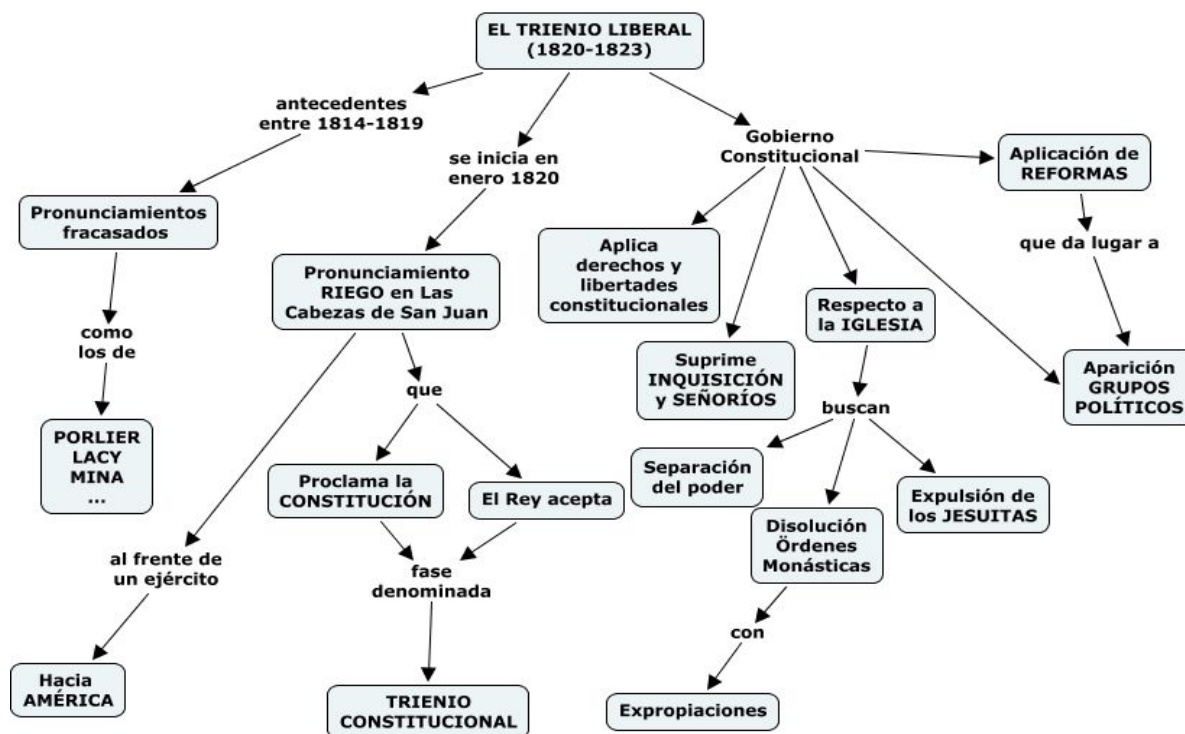 EL TRIENIO LIBERAL
(1820-1823)
antecedentes
entre 1814-1819
se inicia en
enero 1820
Gobierno
Constitucional
Aplicación de
REFORMAS
Pronunciamientos
fracasados
que da lugar a
Aplica
derechos y
libertades
constitucionales
Pronunciamiento
RIEGO en Las
Cabezas de San Juan
Respecto a
la IGLESIA
como
los de
Suprime
INQUISICIÓN
y SEÑORÍOS
Aparición
GRUPOS
POLÍTICOS
que
buscan
PORLIER
LACY
MINA
...
Proclama la
CONSTITUCIÓN
El Rey acepta
Separación
del poder
Expulsión de
los JESUITAS
Disolución
Órdenes
Monásticas
al frente de
un ejército
fase
denominada
con
Hacia
AMÉRICA
TRIENIO
CONSTITUCIONAL
Expropiaciones